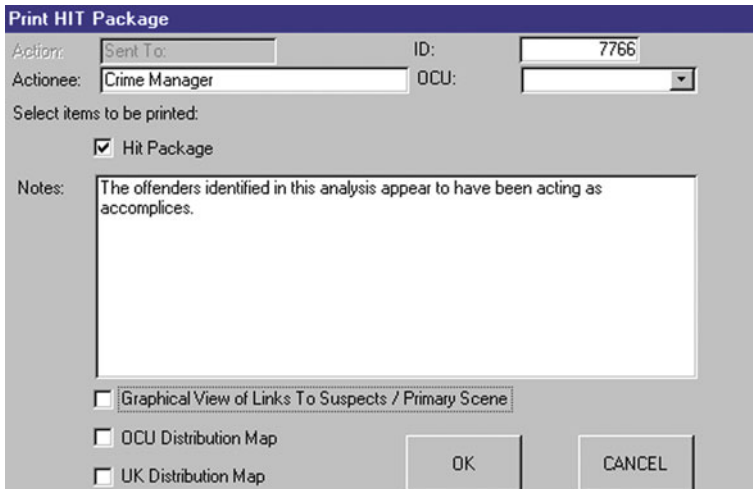 Print HIT Package
Action: Sent To: ID: 7766
Actionee: Crime Manager OCU:
Select items to be printed:
Hit Package
Notes: The offenders identified in this analysis appear to have been acting as
accomplices.
Graphical View of Links To Suspects / Primary Scene
OCU Distribution Map
UK Distribution Map
OK CANCEL